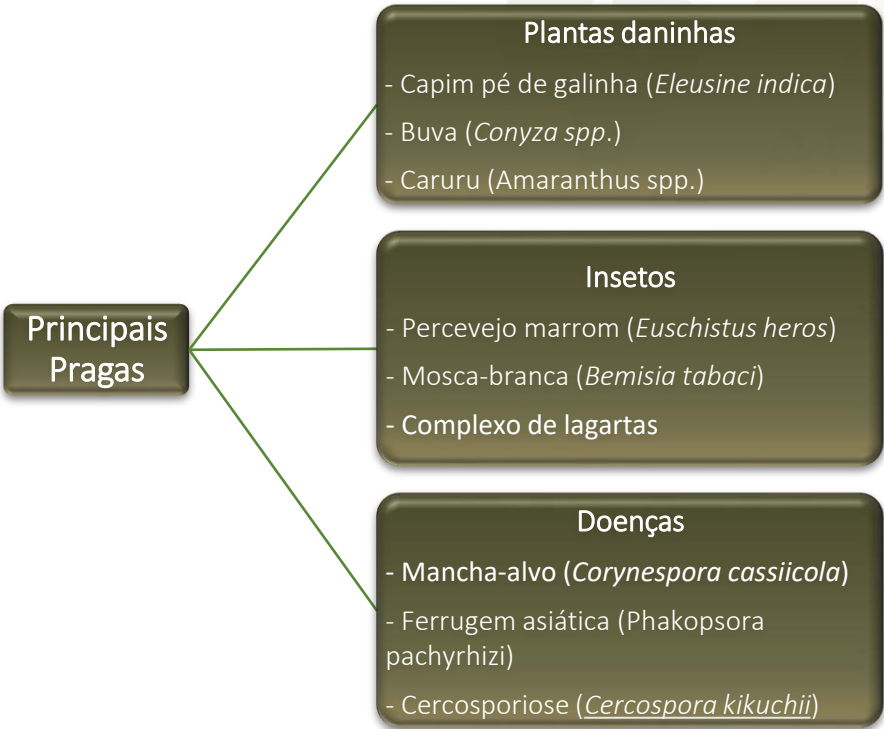 Plantas daninhas
- Capim pé de galinha (Eleusine indica)
- Buva (Conyza spp.)
- Caruru (Amaranthus spp.)
Principais
Pragas
Insetos
- Percevejo marrom (Euschistus heros)
- Mosca-branca (Bemisia tabaci)
- Complexo de lagartas
Doenças
- Mancha-alvo (Corynespora cassiicola)
- Ferrugem asiática (Phakopsora
pachyrhizi)
- Cercosporiose (Cercospora kikuchii)